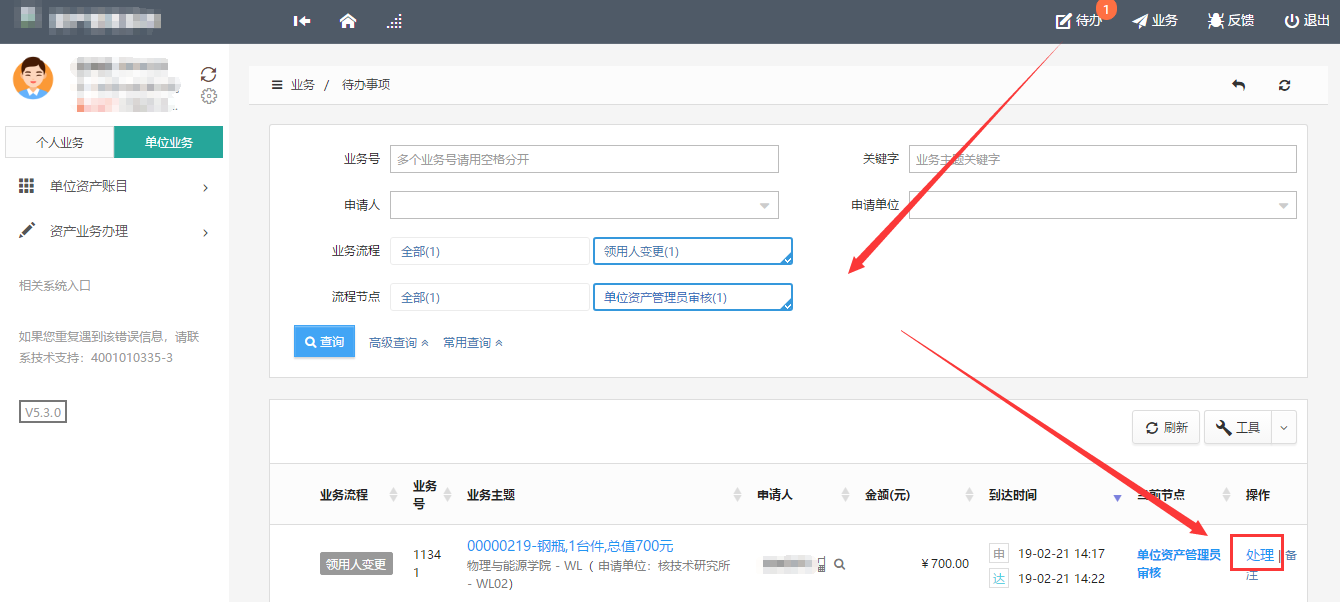 1
待办
业务
反馈
退出
业务 / 待办事项
个人业务
单位业务
单位资产账目
资产业务办理
相关系统入口
如果您重复遇到该错误信息，请联
系技术支持：4001010335-3
V5.3.0
业务号 多个业务号请用空格分开
关键字 业务主题关键字
申请人
申请单位
业务流程 全部(1) 领用人变更(1)
流程节点 全部(1) 单位资产管理员审核(1)
查询 高级查询 常用查询
刷新 工具
业务流程
业务
号
业务主题
申请人
金额(元)
到达时间
当前节点
操作
领用人变更
1134
1
00000219-钢瓶,1台件,总值700元
物理与能源学院 - WL（申请单位：核技术研究所
- WL02）
￥700.00
申 19-02-21 14:17
达 19-02-21 14:22
单位资产管理员
审核
处理 | 备
注